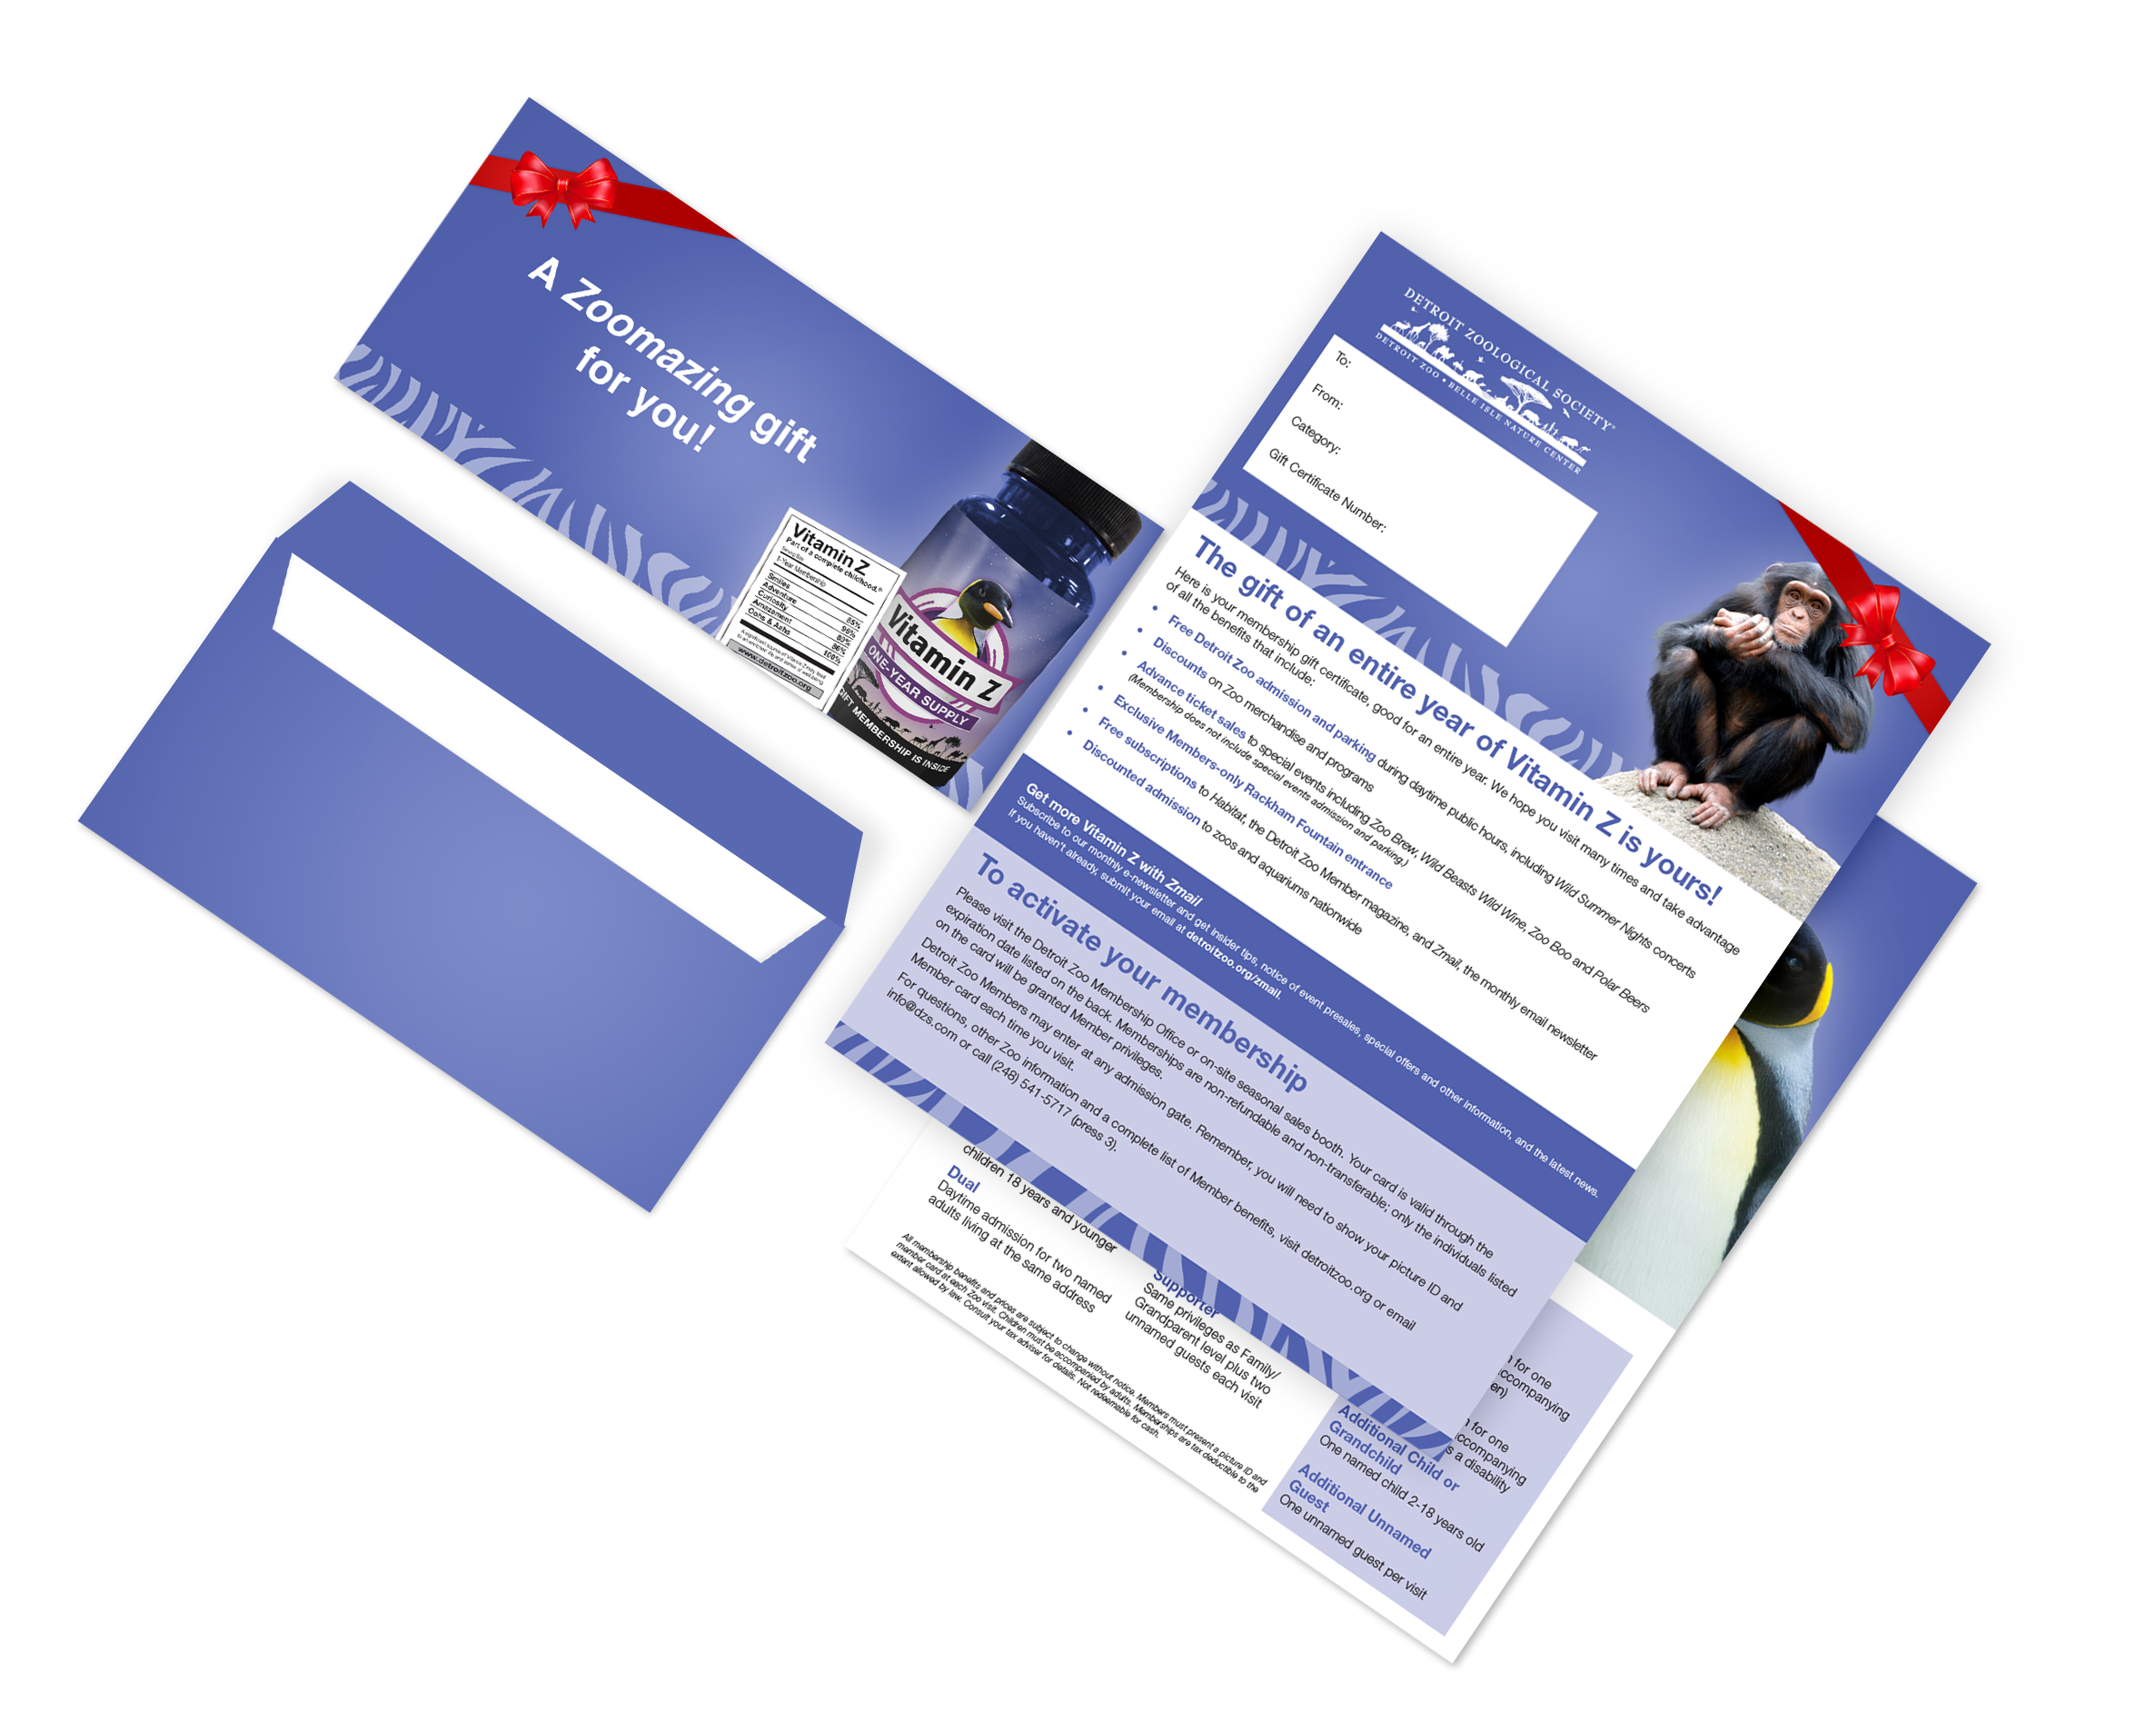 A Zoomazing gift
for you!
Vitamin Z
Part of a complete childhood.®
1-Year Membership
Smiles 85%
Adventure 98%
Curiosity 89%
Amazement 86%
Oohs & Aahs 100%
www.detroitzoo.org
Vitamin Z
ONE-YEAR SUPPLY
GIFT MEMBERSHIP IS INSIDE
DETROIT ZOOLOGICAL SOCIETY
DETROIT ZOO • BELLE ISLE NATURE CENTER
To:
From:
Category:
Gift Certificate Number:
The gift of an entire year of Vitamin Z is yours!
Here is your membership gift certificate, good for an entire year. We hope you visit many times and take advantage
of all the benefits that include:
• Free Detroit Zoo admission and parking during daytime public hours, including Wild Summer Nights concerts
• Discounts on Zoo merchandise and programs
• Advance ticket sales to special events including Zoo Brew, Wild Beasts Wild Wine, Zoo Boo and Polar Beers
(Membership does not include special events admission and parking.)
• Exclusive Members-only Rackham Fountain entrance
• Free subscriptions to Habitat, the Detroit Zoo Member magazine, and Zmail, the monthly email newsletter
• Discounted admission to zoos and aquariums nationwide
Get more Vitamin Z with Zmail
Subscribe to our monthly e-newsletter and get insider tips, notice of event presales, special offers and other information, and the latest news.
If you haven't already, submit your email at detroitzoo.org/zmail.
To activate your membership
Please visit the Detroit Zoo Membership Office or on-site seasonal sales booth. Your card is valid through the
expiration date listed on the back. Memberships are non-refundable and non-transferable; only the individuals listed
on the card will be granted Member privileges.
Detroit Zoo Members may enter at any admission gate. Remember, you will need to show your picture ID and
Member card each time you visit.
For questions, other Zoo information and a complete list of Member benefits, visit detroitzoo.org or email
info@dzs.com or call (248) 541-5717 (press 3).
children 18 years and younger
Dual
Daytime admission for two named
adults living at the same address
Supporter
Same privileges as Family/
Grandparent level plus two
unnamed guests each visit
All membership benefits and prices are subject to change without notice. Members must present a picture ID and
member card at each Zoo visit. Children must be accompanied by adults. Memberships are tax deductible to the
extent allowed by law. Consult your tax adviser for details. Not redeemable for cash.
for one
accompanying
for one
accompanying
s a disability
Additional Child or
Grandchild
One named child 2-18 years old
Additional Unnamed
Guest
One unnamed guest per visit